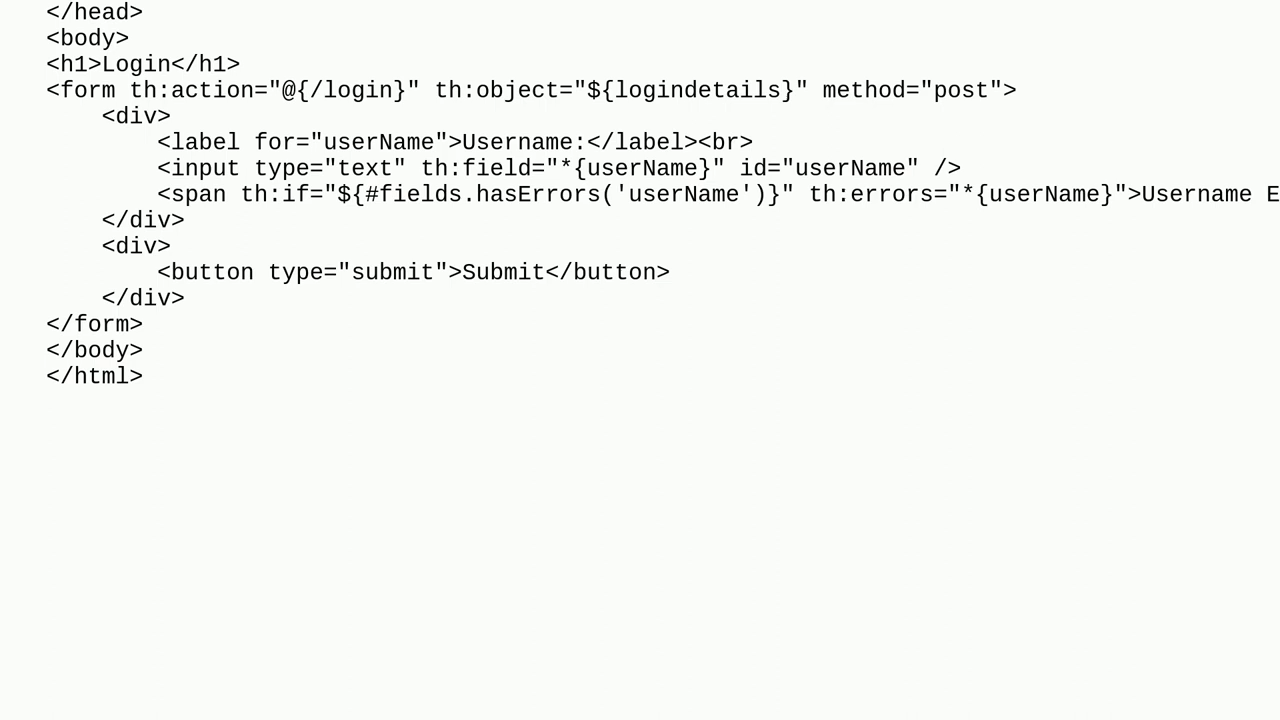 </head>
<body>
<h1>Login</h1>
<form th:action="@{/login}" th:object="${logindetails}" method="post">
    <div>
        <label for="userName">Username:</label><br>
        <input type="text" th:field="*{userName}" id="userName" />
        <span th:if="${#fields.hasErrors('userName')}" th:errors="*{userName}">Username E
    </div>
    <div>
        <button type="submit">Submit</button>
    </div>
</form>
</body>
</html>